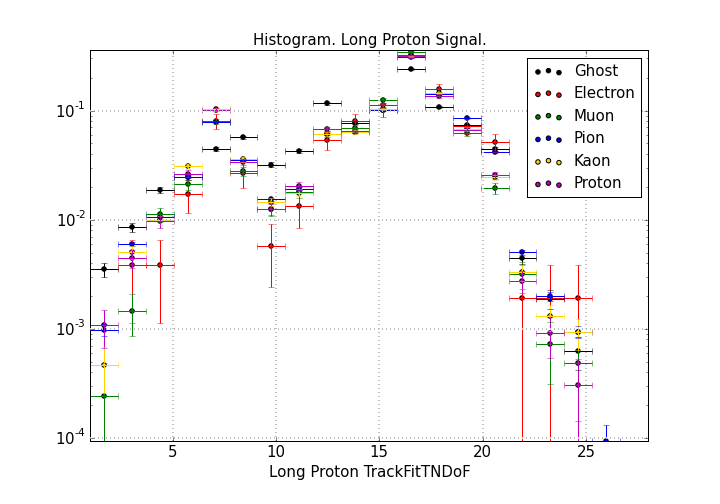 Histogram. Long Proton Signal.
Ghost
Electron
Muon
Pion
Kaon
Proton
10^-1
10^-2
10^-3
10^-4
5 10 15 20 25
Long Proton TrackFitTNDoF